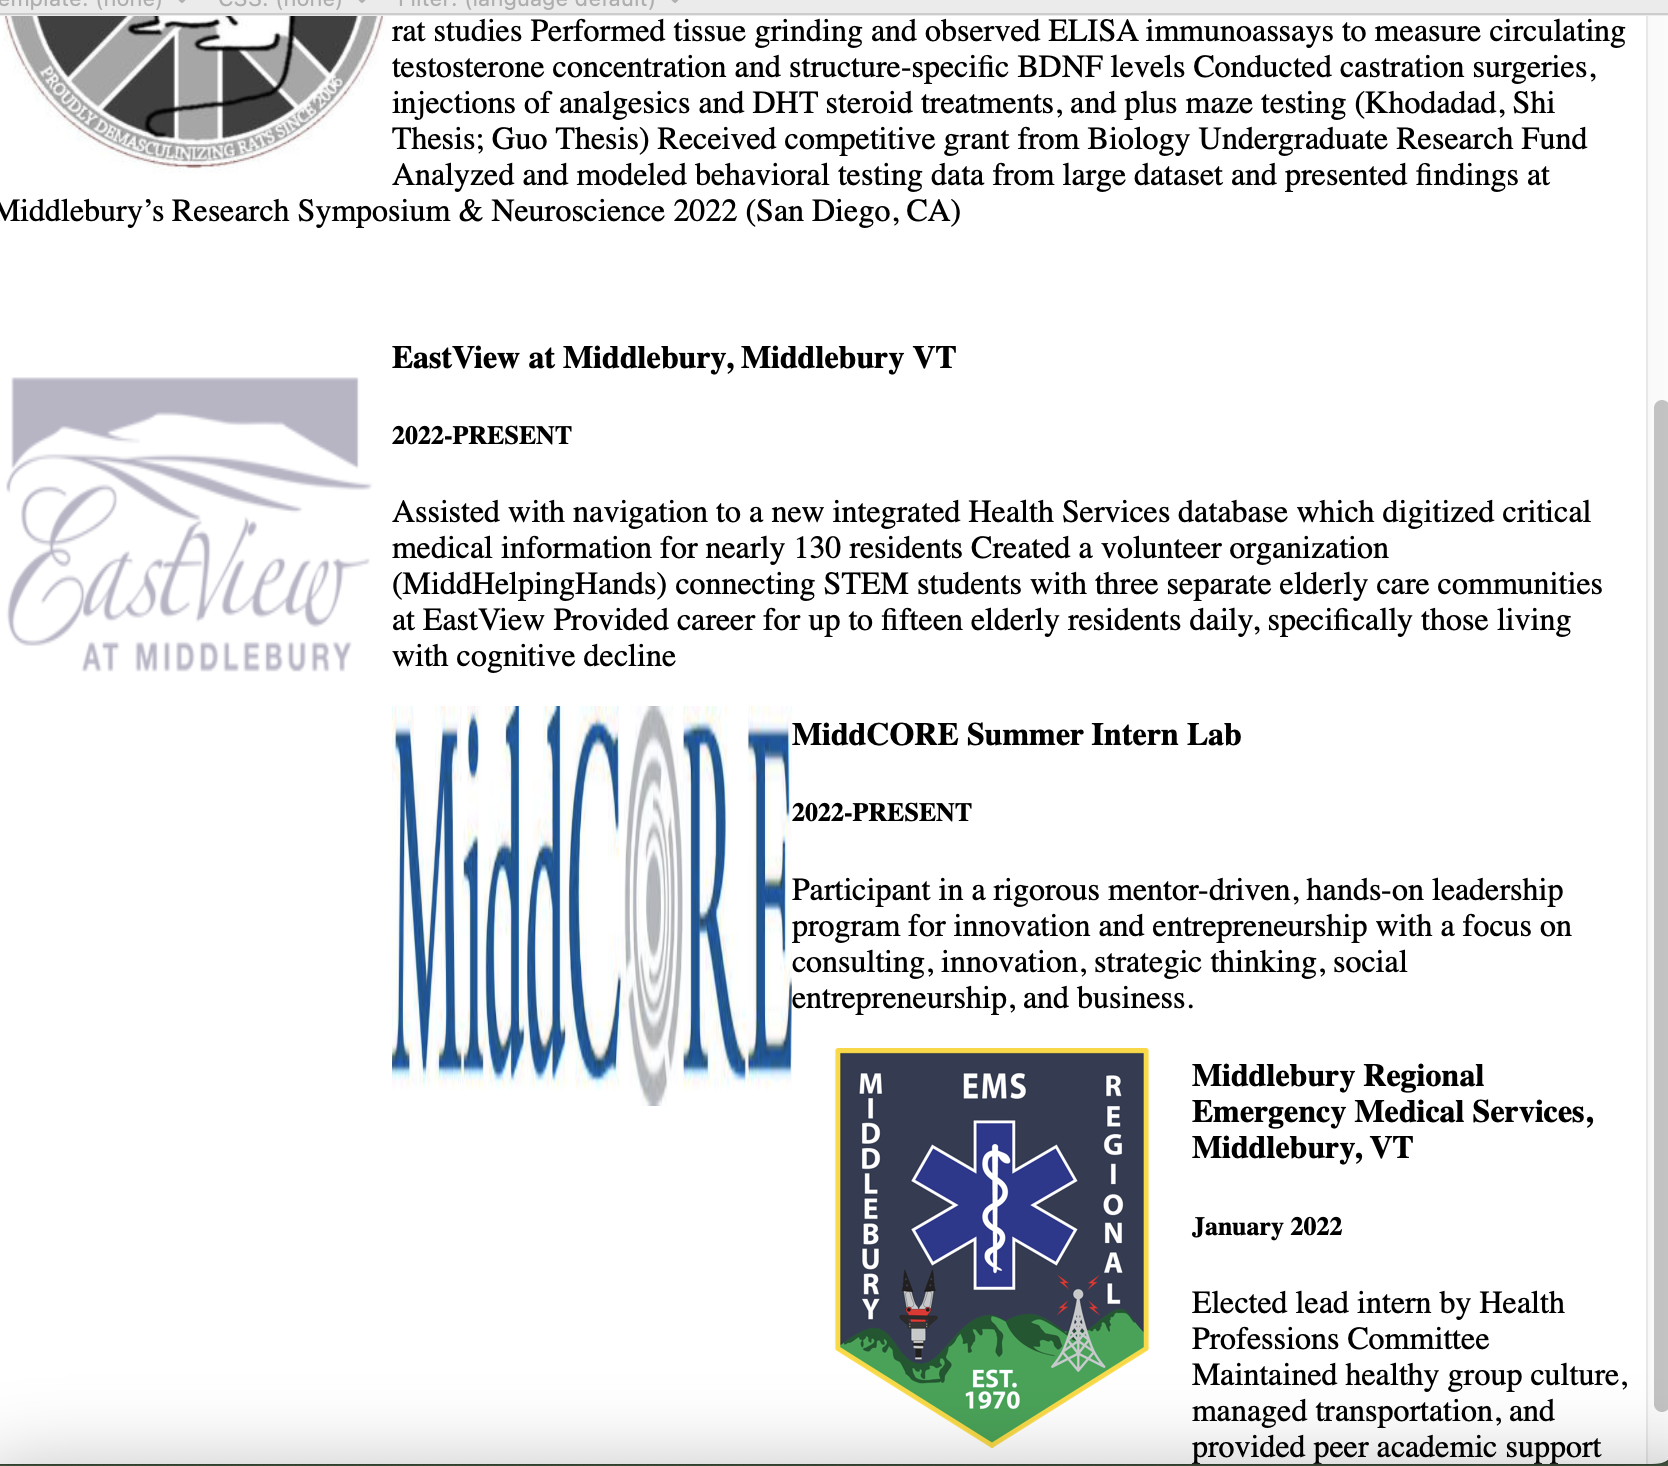 emplate: (none) CSS: (none) Filter: (language default)
rat studies Performed tissue grinding and observed ELISA immunoassays to measure circulating
testosterone concentration and structure-specific BDNF levels Conducted castration surgeries,
injections of analgesics and DHT steroid treatments, and plus maze testing (Khodadad, Shi
Thesis; Guo Thesis) Received competitive grant from Biology Undergraduate Research Fund
Analyzed and modeled behavioral testing data from large dataset and presented findings at
Middlebury’s Research Symposium & Neuroscience 2022 (San Diego, CA)
PROUDLY DEMASCULINIZING RATS SINCE 2008
EastView at Middlebury, Middlebury VT
2022-PRESENT
EastView
AT MIDDLEBURY
Assisted with navigation to a new integrated Health Services database which digitized critical
medical information for nearly 130 residents Created a volunteer organization
(MiddHelpingHands) connecting STEM students with three separate elderly care communities
at EastView Provided career for up to fifteen elderly residents daily, specifically those living
with cognitive decline
MiddCORE
MiddCORE Summer Intern Lab
2022-PRESENT
Participant in a rigorous mentor-driven, hands-on leadership
program for innovation and entrepreneurship with a focus on
consulting, innovation, strategic thinking, social
entrepreneurship, and business.
MIDDLEBURY
EMS
REGIONAL
EST.
1970
Middlebury Regional
Emergency Medical Services,
Middlebury, VT
January 2022
Elected lead intern by Health
Professions Committee
Maintained healthy group culture,
managed transportation, and
provided peer academic support